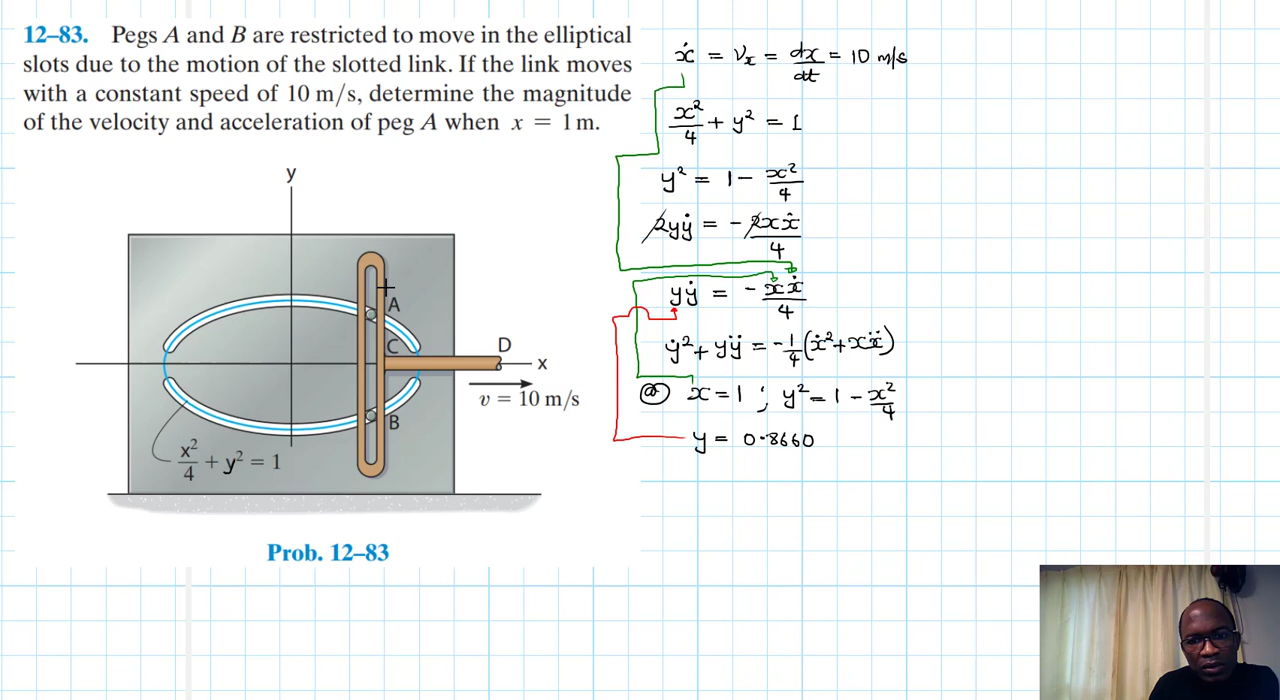 12–83. Pegs A and B are restricted to move in the elliptical
slots due to the motion of the slotted link. If the link moves
with a constant speed of 10 m/s, determine the magnitude
of the velocity and acceleration of peg A when x = 1 m.
y
A
C
D
x
v = 10 m/s
B
x²/4 + y² = 1
Prob. 12–83
ẋ = Vx = dx/dt = 10 m/s
x²/4 + y² = 1
y² = 1 - x²/4
2yẏ = - 2xẋ/4
yẏ = - xẋ/4
ẏ² + yÿ = -1/4(ẋ² + xẍ)
@ x = 1 ; y² = 1 - x²/4
y = 0.8660